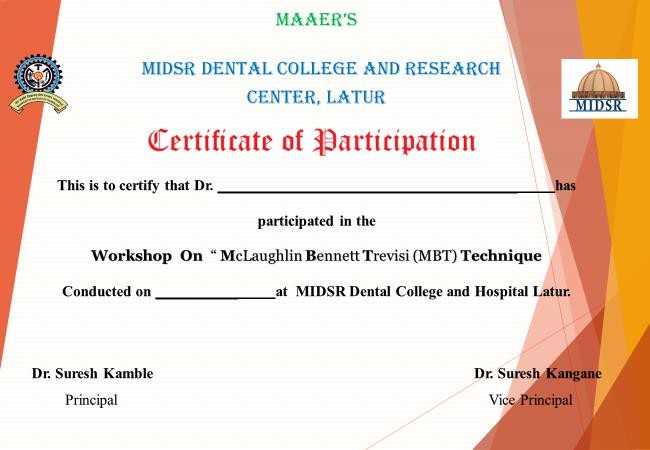 MAAER'S
MIDSR DENTAL COLLEGE AND RESEARCH
CENTER, LATUR
MIDSR
Certificate of Participation
This is to certify that Dr. ________________________________________has
participated in the
Workshop On “ McLaughlin Bennett Trevisi (MBT) Technique
Conducted on ________________at MIDSR Dental College and Hospital Latur.
Dr. Suresh Kamble
Dr. Suresh Kangane
Principal
Vice Principal